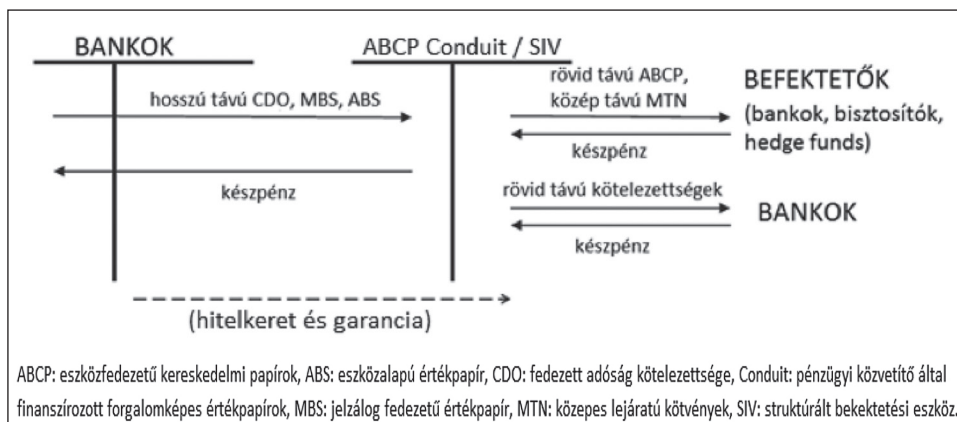 BANKOK
ABCP Conduit / SIV
hosszú távú CDO, MBS, ABS
készpénz
rövid távú ABCP,
közép távú MTN
készpénz
BEFEKTETŐK
(bankok, bisztosítók,
hedge funds)
rövid távú kötelezettségek
készpénz
BANKOK
(hitelkeret és garancia)
ABCP: eszközfedezetű kereskedelmi papírok, ABS: eszközalapú értékpapír, CDO: fedezett adóság kötelezettsége, Conduit: pénzügyi közvetítő által
finanszírozott forgalomképes értékpapírok, MBS: jelzálog fedezetű értékpapír, MTN: közepes lejáratú kötvények, SIV: struktúrált bekektetési eszköz.